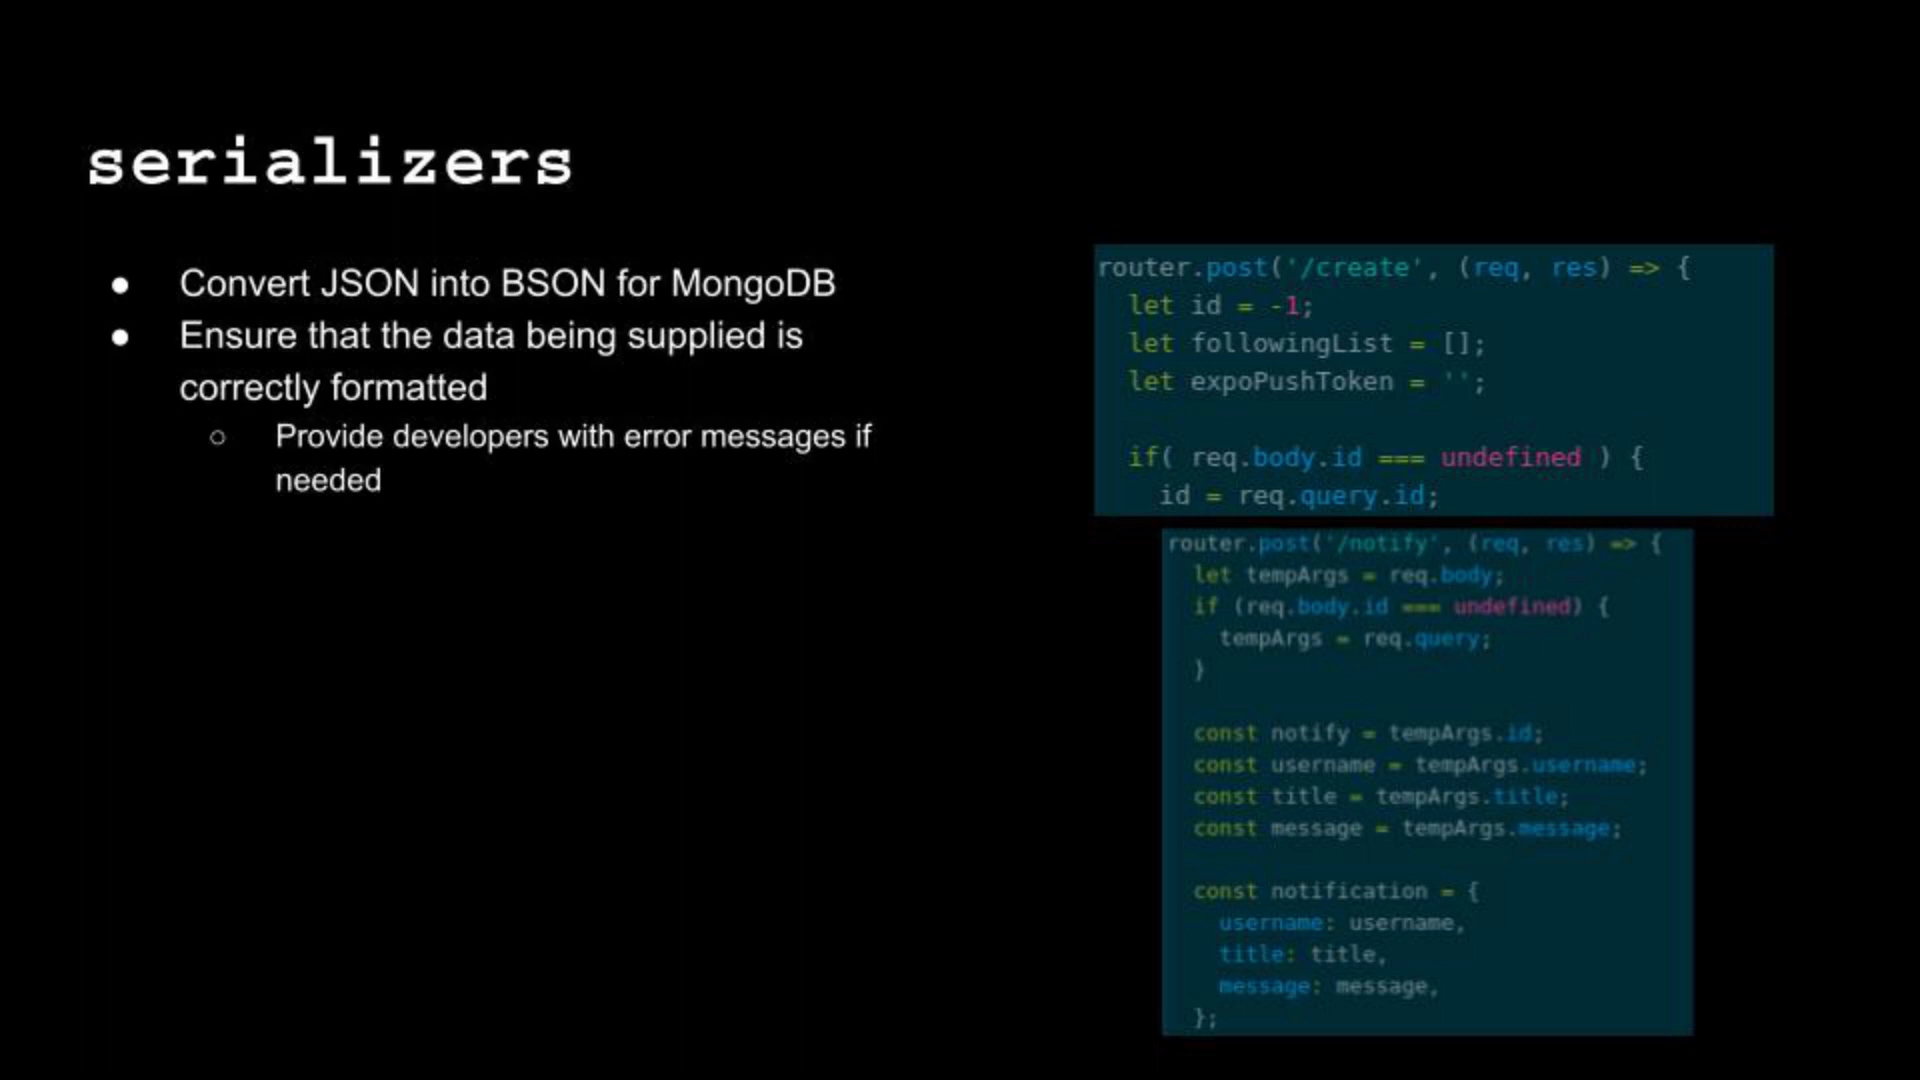 serializers
● Convert JSON into BSON for MongoDB
● Ensure that the data being supplied is
correctly formatted
○ Provide developers with error messages if
needed
router.post('/create', (req, res) => {
  let id = -1;
  let followingList = [];
  let expoPushToken = '';

  if( req.body.id === undefined ) {
    id = req.query.id;
router.post('/notify', (req, res) => {
  let tempArgs = req.body;
  if (req.body.id === undefined) {
    tempArgs = req.query;
  }

  const notify = tempArgs.id;
  const username = tempArgs.username;
  const title = tempArgs.title;
  const message = tempArgs.message;

  const notification = {
    username: username,
    title: title,
    message: message,
  };